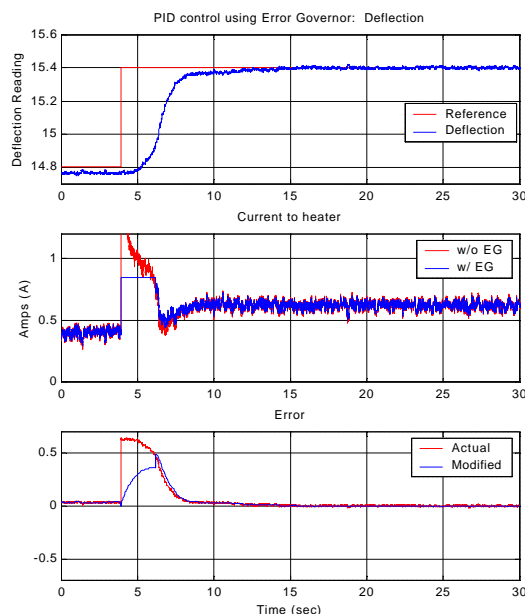 PID control using Error Governor: Deflection
15.6
15.4
15.2
15
14.8
Deflection Reading
Reference
Deflection
0 5 10 15 20 25 30
Current to heater
1
0.5
0
Amps (A)
w/o EG
w/ EG
0 5 10 15 20 25 30
Error
0.5
0
-0.5
Actual
Modified
0 5 10 15 20 25 30
Time (sec)